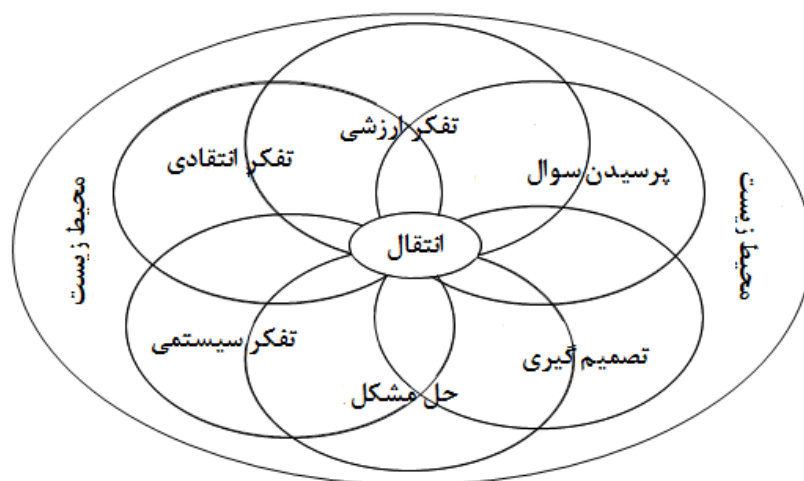 تفکر ارزشی
پرسیدن سوال
تفکر انتقادی
محیط زیست
محیط زیست
انتقال
تصمیم گیری
تفکر سیستمی
حل مشکل